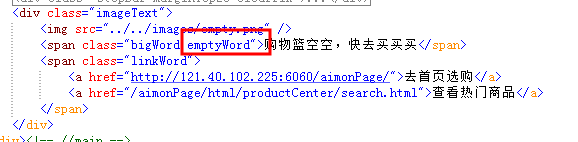 <div class="imageText">
<img src="../../images/empty.png" />
<span class="bigWord emptyWord">购物篮空空，快去买买买</span>
<span class="linkWord">
<a href="http://121.40.102.225:6060/aimonPage/">去首页选购</a>
<a href="/aimonPage/html/productCenter/search.html">查看热门商品</a>
</span>
</div>
<!-- //main -->